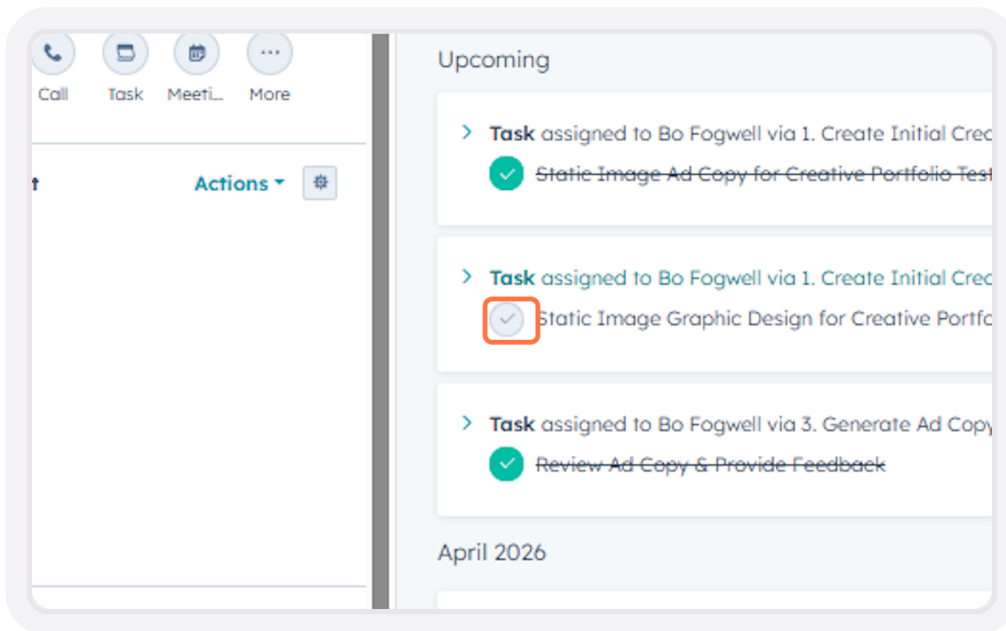 Call Task Meeti... More
t Actions
Upcoming
Task assigned to Bo Fogwell via 1. Create Initial Crec
Static Image Ad Copy for Creative Portfolio Test
Task assigned to Bo Fogwell via 1. Create Initial Crec
Static Image Graphic Design for Creative Portfo
Task assigned to Bo Fogwell via 3. Generate Ad Copy
Review Ad Copy & Provide Feedback
April 2026